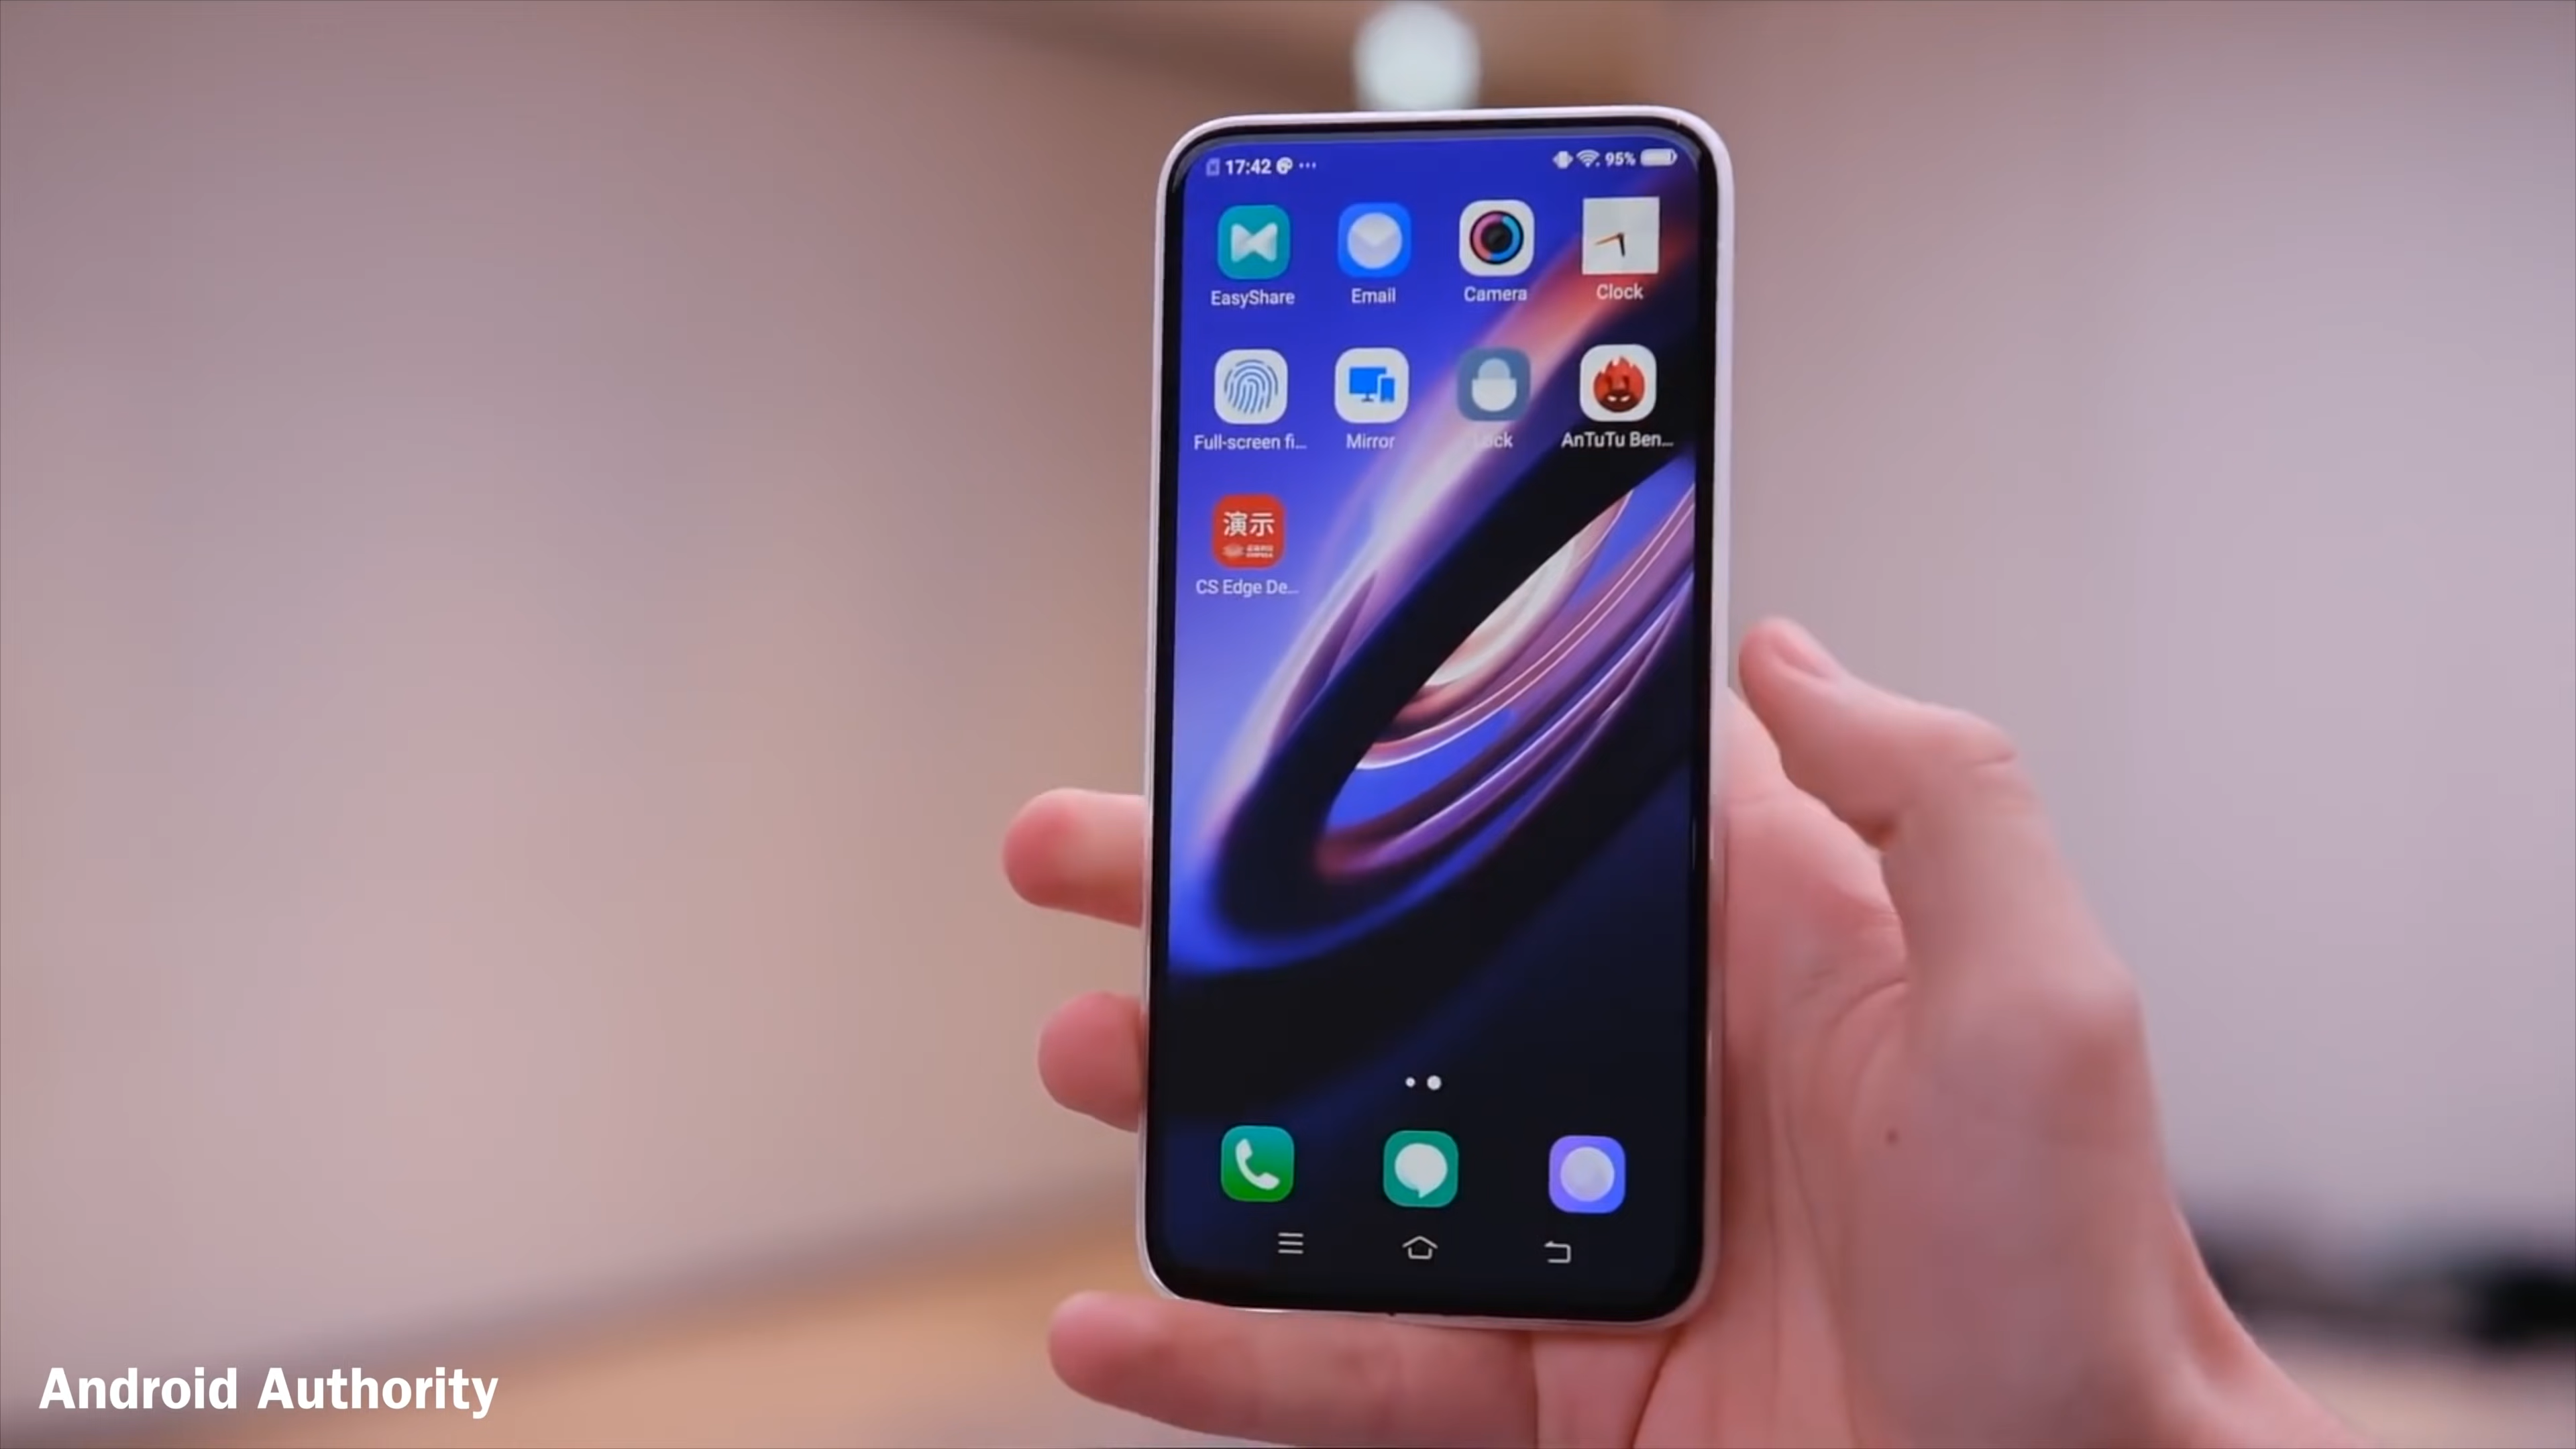 17:42 ...
95%
EasyShare
Email
Camera
Clock
Full-screen fi...
Mirror
AnTuTu Ben...
演示
CS Edge De...
Android Authority